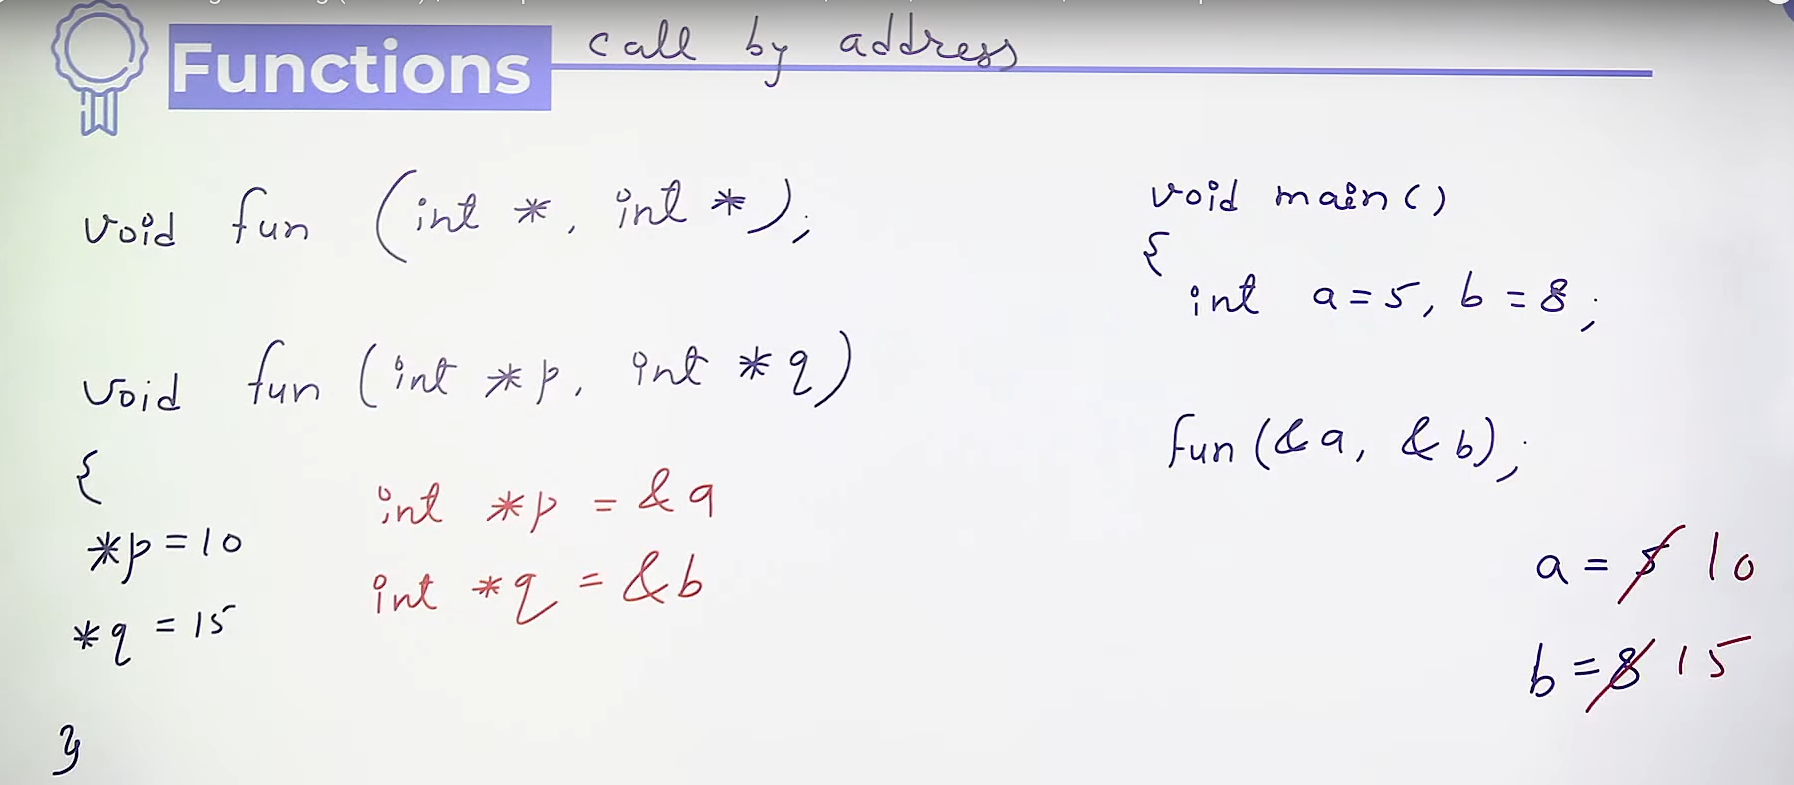 Functions call by address
void fun (int *, int *);
void fun (int *p, int *q)
{
*p = 10
*q = 15
}
int *p = &a
int *q = &b
void main()
{
int a=5, b=8;
fun(&a, &b);
a = 5 10
b = 8 15